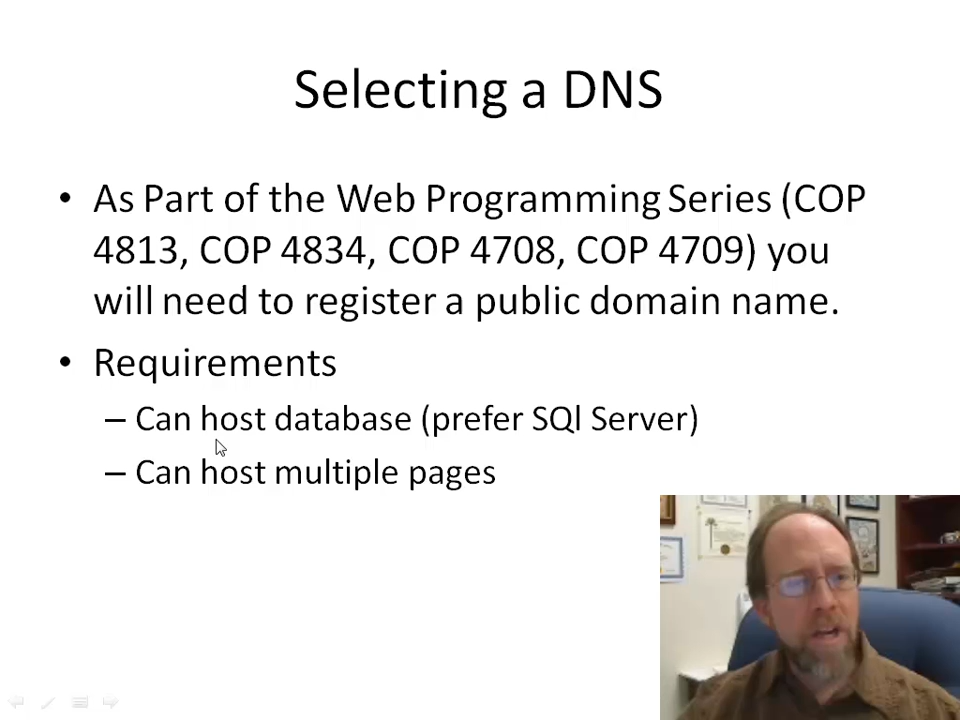 Selecting a DNS
• As Part of the Web Programming Series (COP
4813, COP 4834, COP 4708, COP 4709) you
will need to register a public domain name.
• Requirements
– Can host database (prefer SQl Server)
– Can host multiple pages